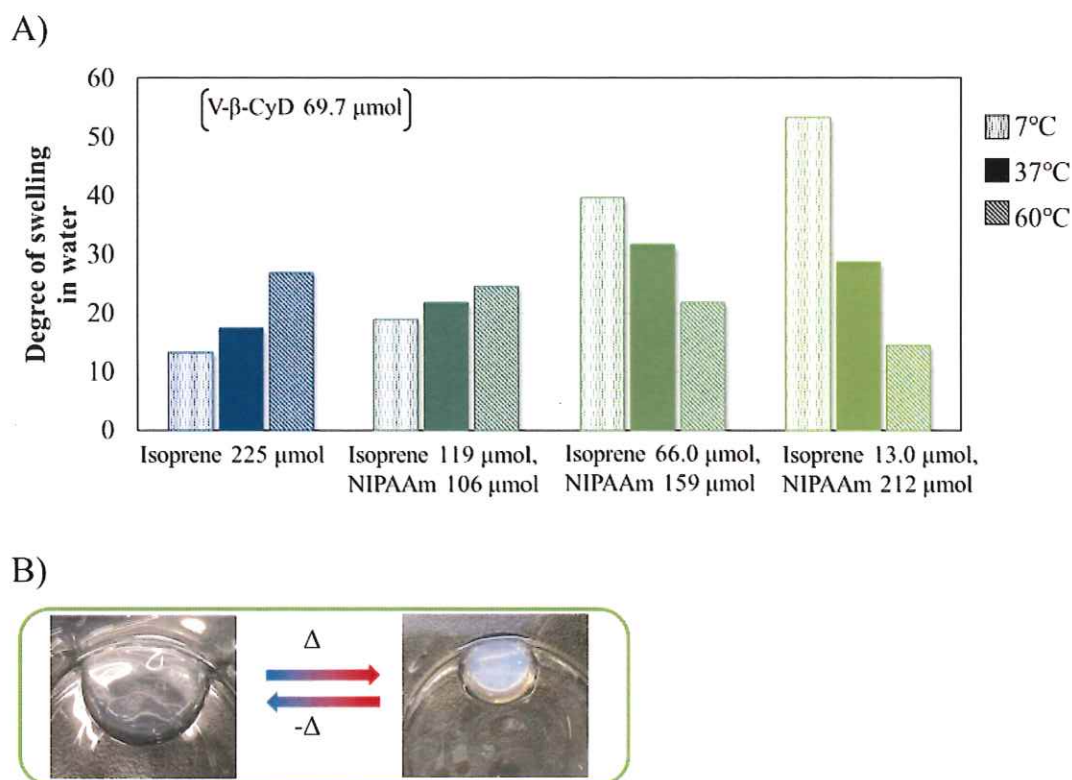 A)
60
50
40
30
20
10
0
Degree of swelling
in water
[V-β-CyD 69.7 μmol]
7°C
37°C
60°C
Isoprene 225 μmol
Isoprene 119 μmol,
NIPAAm 106 μmol
Isoprene 66.0 μmol,
NIPAAm 159 μmol
Isoprene 13.0 μmol,
NIPAAm 212 μmol
B)
Δ
-Δ